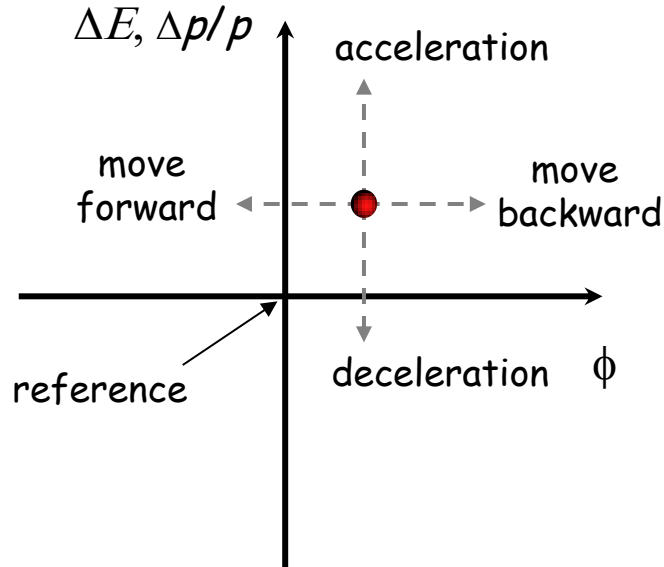 ΔE, Δp/p
acceleration
move
forward
move
backward
reference
deceleration
ϕ